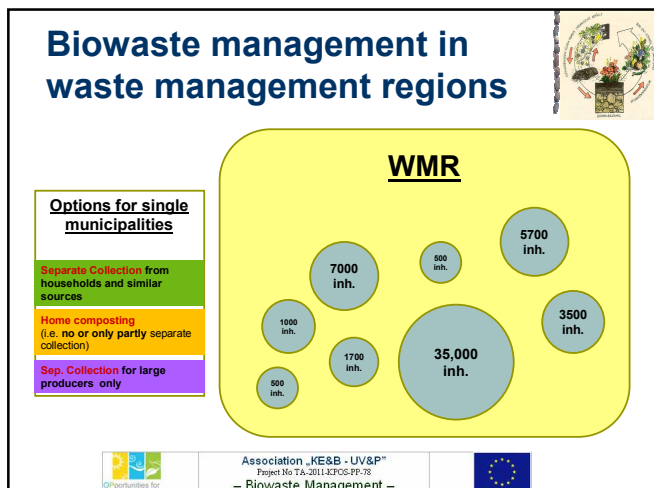 Biowaste management in
waste management regions
WMR
Options for single
municipalities
Separate Collection from
households and similar
sources
Home composting
(i.e. no or only partly separate
collection)
Sep. Collection for large
producers only
5700
inh.
500
inh.
7000
inh.
3500
inh.
1000
inh.
35,000
inh.
1700
inh.
500
inh.
Association „KE&B - UV&P"
Project No TA-2011-KPOS-PP-78
– Biowaste Management –
OPportunities for